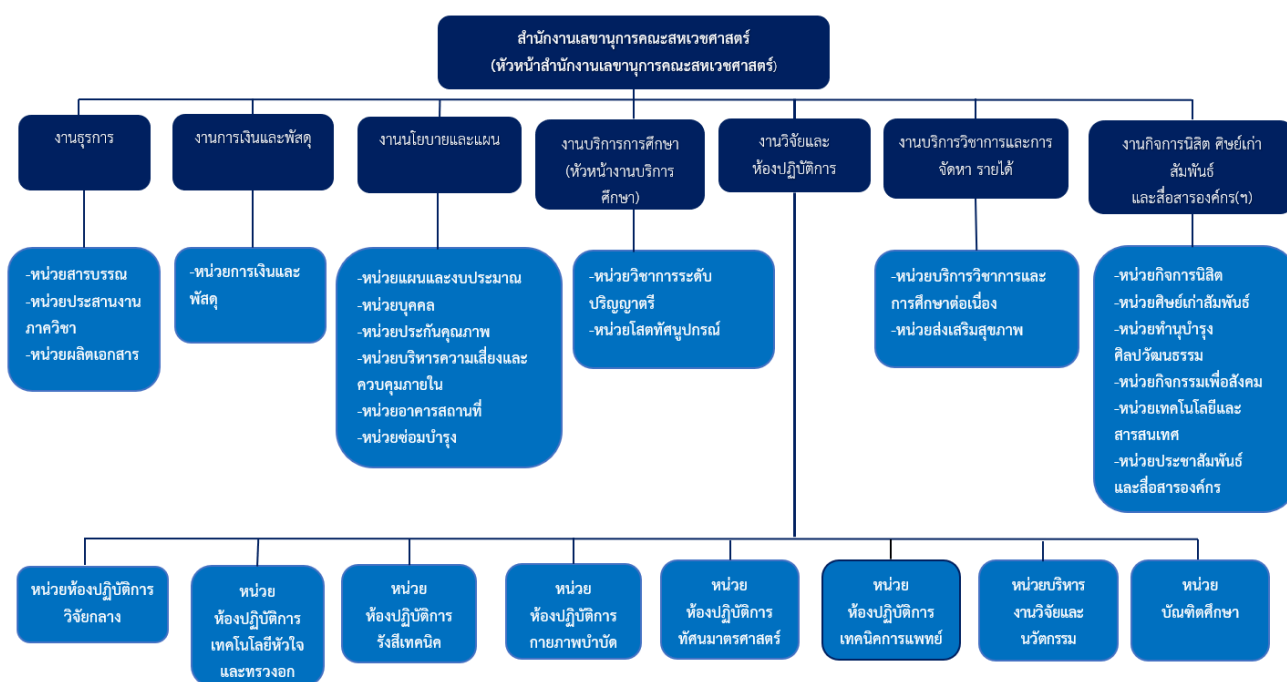 สำนักงานเลขานุการคณะสหเวชศาสตร์
(หัวหน้าสำนักงานเลขานุการคณะสหเวชศาสตร์)
งานธุรการ
งานการเงินและพัสดุ
งานนโยบายและแผน
งานบริการการศึกษา
(หัวหน้างานบริการ
ศึกษา)
งานวิจัยและ
ห้องปฏิบัติการ
งานบริการวิชาการและการ
จัดหา รายได้
งานกิจการนิสิต ศิษย์เก่า
สัมพันธ์
และสื่อสารองค์กร(ฯ)
-หน่วยสารบรรณ
-หน่วยประสานงาน
ภาควิชา
-หน่วยผลิตเอกสาร
-หน่วยการเงินและ
พัสดุ
-หน่วยแผนและงบประมาณ
-หน่วยบุคคล
-หน่วยประกันคุณภาพ
-หน่วยบริหารความเสี่ยงและ
ควบคุมภายใน
-หน่วยอาคารสถานที่
-หน่วยซ่อมบำรุง
-หน่วยวิชาการระดับ
ปริญญาตรี
-หน่วยโสตทัศนูปกรณ์
-หน่วยบริการวิชาการและ
การศึกษาต่อเนื่อง
-หน่วยส่งเสริมสุขภาพ
-หน่วยกิจการนิสิต
-หน่วยศิษย์เก่าสัมพันธ์
-หน่วยทำนุบำรุง
ศิลปวัฒนธรรม
-หน่วยกิจกรรมเพื่อสังคม
-หน่วยเทคโนโลยีและ
สารสนเทศ
-หน่วยประชาสัมพันธ์
และสื่อสารองค์กร
หน่วยห้องปฏิบัติการ
วิจัยกลาง
หน่วย
ห้องปฏิบัติการ
เทคโนโลยีหัวใจ
และทรวงอก
หน่วย
ห้องปฏิบัติการ
รังสีเทคนิค
หน่วย
ห้องปฏิบัติการ
กายภาพบำบัด
หน่วย
ห้องปฏิบัติการ
ทัศนมาตรศาสตร์
หน่วย
ห้องปฏิบัติการ
เทคนิคการแพทย์
หน่วยบริหาร
งานวิจัยและ
นวัตกรรม
หน่วย
บัณฑิตศึกษา